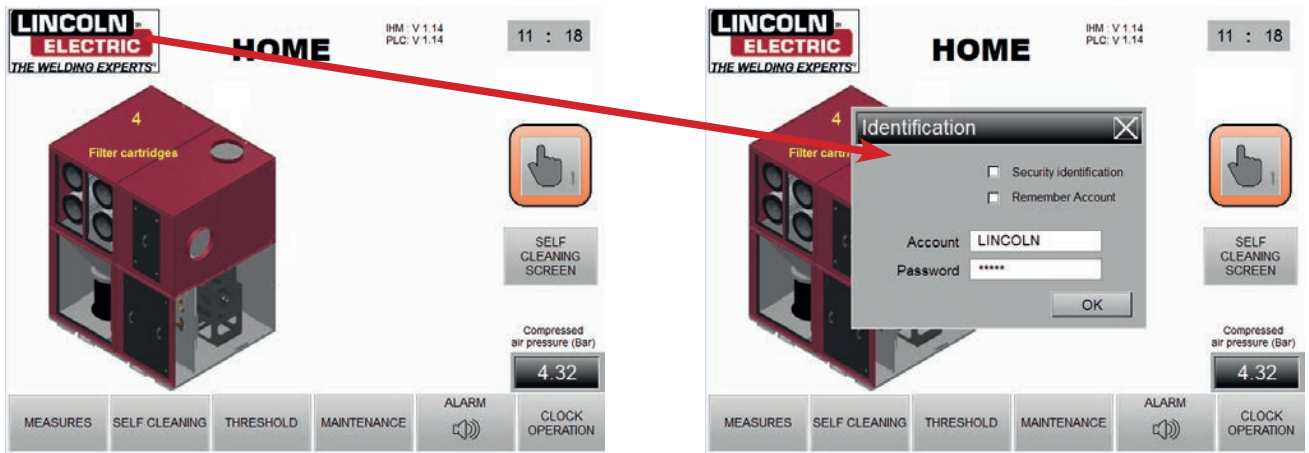 LINCOLN
ELECTRIC
THE WELDING EXPERTS®
HOME
IHM : V 1.14
PLC: V 1.14
11 : 18
4
Filter cartridges
SELF
CLEANING
SCREEN
Compressed
air pressure (Bar)
4.32
MEASURES
SELF CLEANING
THRESHOLD
MAINTENANCE
ALARM
CLOCK
OPERATION
LINCOLN
ELECTRIC
THE WELDING EXPERTS®
HOME
IHM : V 1.14
PLC: V 1.14
11 : 18
4
Filter cartri
Identification
Security identification
Remember Account
Account LINCOLN
Password *****
OK
SELF
CLEANING
SCREEN
Compressed
air pressure (Bar)
4.32
MEASURES
SELF CLEANING
THRESHOLD
MAINTENANCE
ALARM
CLOCK
OPERATION